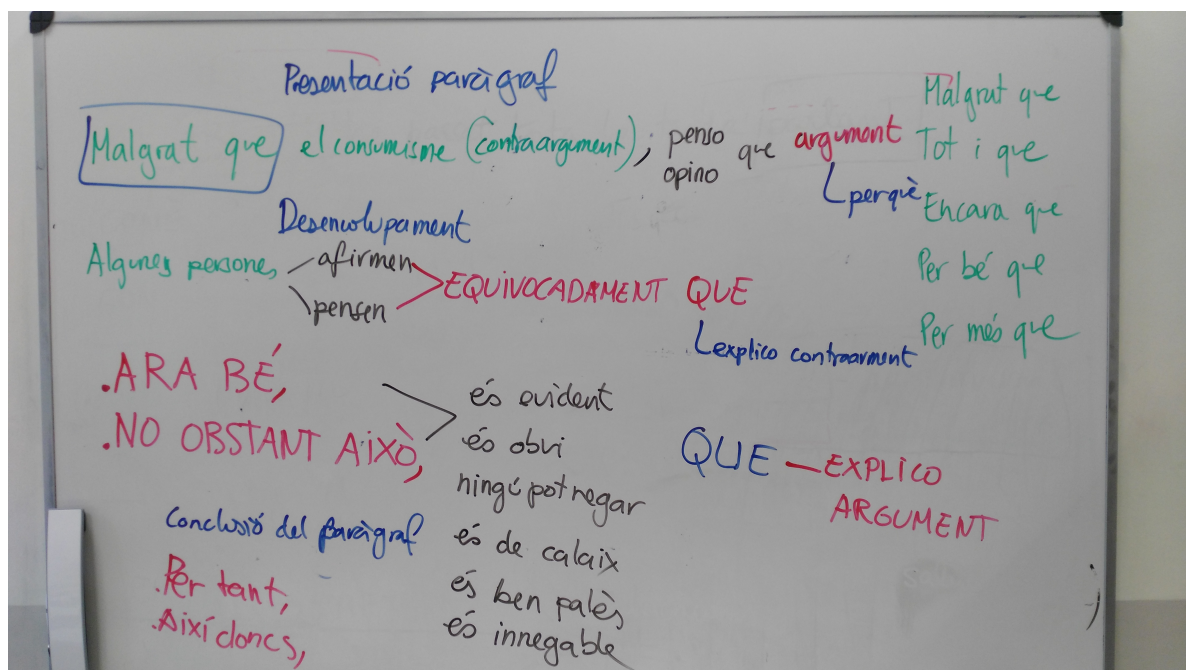 Presentació paràgraf
Malgrat que el consumisme (contraargument), penso que argument
opino
perquè
Malgrat que
Tot i que
Encara que
Per bé que
Per més que
Desenvolupament
Algunes persones, afirmen
pensen
EQUIVOCADAMENT QUE
explico contraarment
.ARA BÉ,
.NO OBSTANT AIXÒ,
és evident
és obvi
ningú pot negar
és de calaix
és ben palès
és innegable
QUE — EXPLICO
ARGUMENT
Conclusió del paràgraf
.Per tant,
.Així doncs,